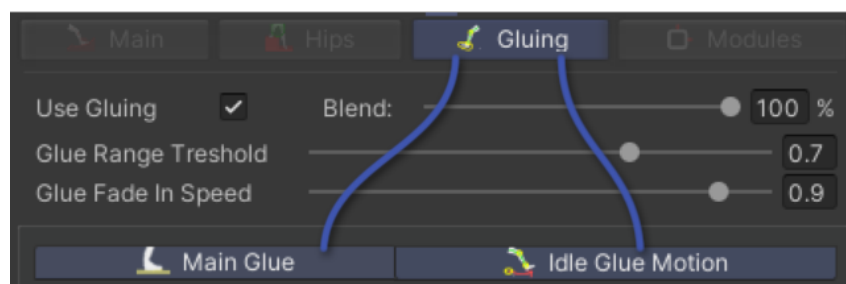 Main Hips Gluing Modules
Use Gluing Blend: 100 %
Glue Range Treshold 0.7
Glue Fade In Speed 0.9
Main Glue Idle Glue Motion